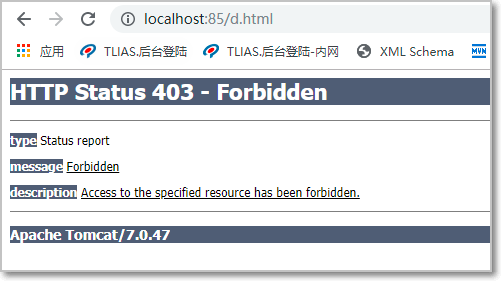 localhost:85/d.html
应用 TLIAS.后台登陆 TLIAS.后台登陆-内网 XML Schema MVN
HTTP Status 403 - Forbidden
type Status report
message Forbidden
description Access to the specified resource has been forbidden.
Apache Tomcat/7.0.47